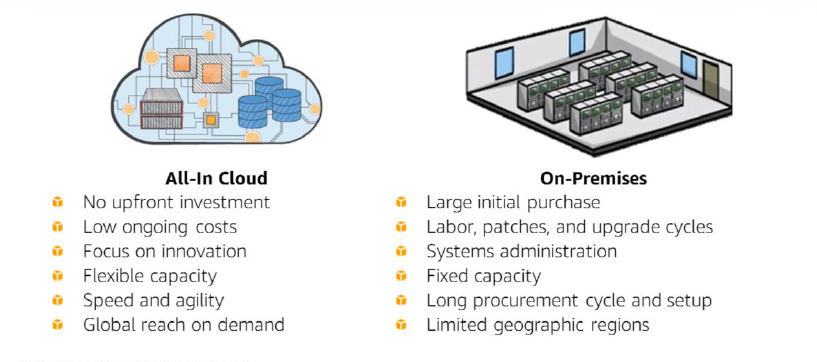 All-In Cloud
No upfront investment
Low ongoing costs
Focus on innovation
Flexible capacity
Speed and agility
Global reach on demand
On-Premises
Large initial purchase
Labor, patches, and upgrade cycles
Systems administration
Fixed capacity
Long procurement cycle and setup
Limited geographic regions